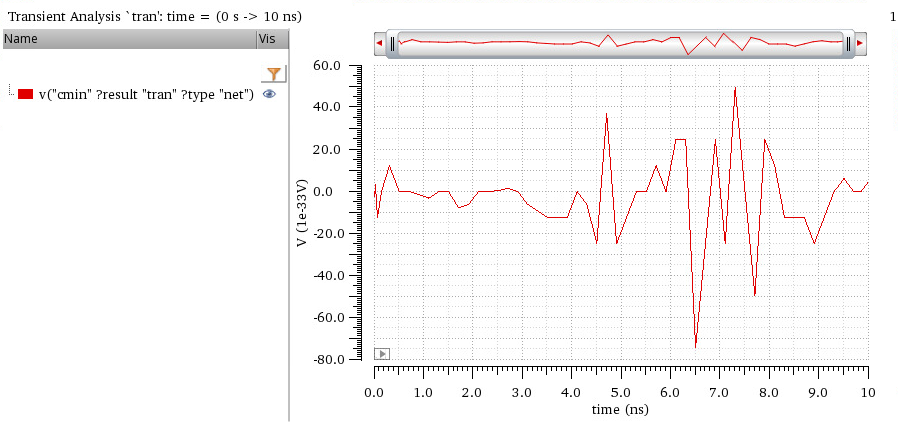 Transient Analysis `tran': time = (0 s -> 10 ns)
1
Name
Vis
v("cmin" ?result "tran" ?type "net")
60.0
40.0
20.0
0.0
-20.0
-40.0
-60.0
-80.0
V (1e-33V)
0.0 1.0 2.0 3.0 4.0 5.0 6.0 7.0 8.0 9.0 10
time (ns)